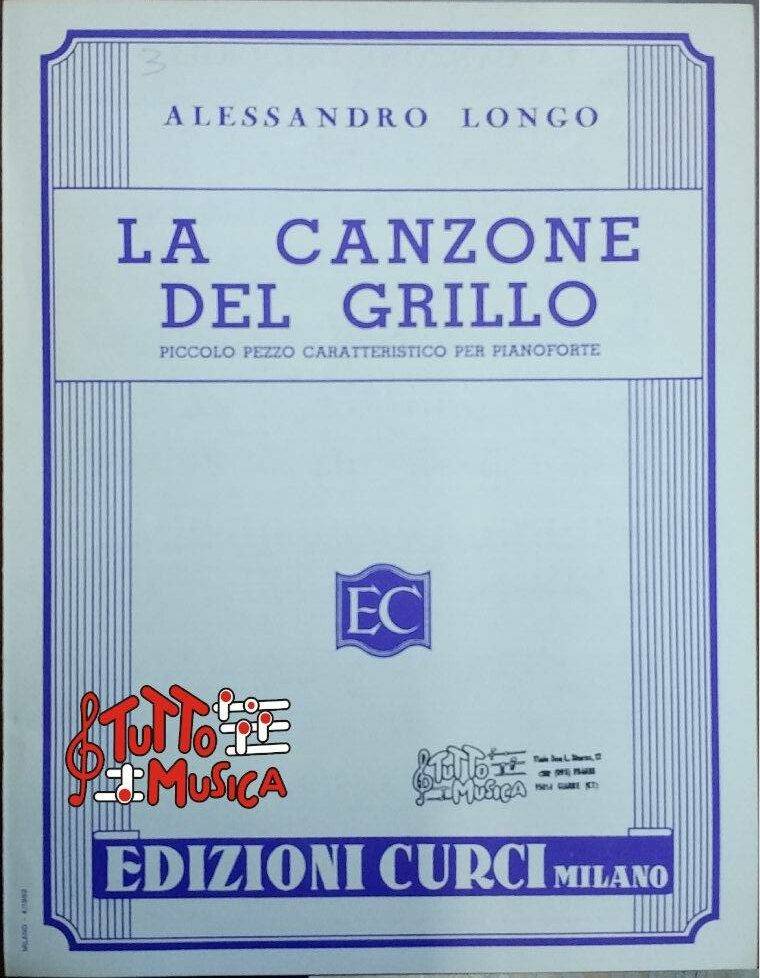 3
ALESSANDRO LONGO
LA CANZONE
DEL GRILLO
PICCOLO PEZZO CARATTERISTICO PER PIANOFORTE
EC
TUTTO
MUSICA
TUTTO
MUSICA
EDIZIONI CURCI MILANO